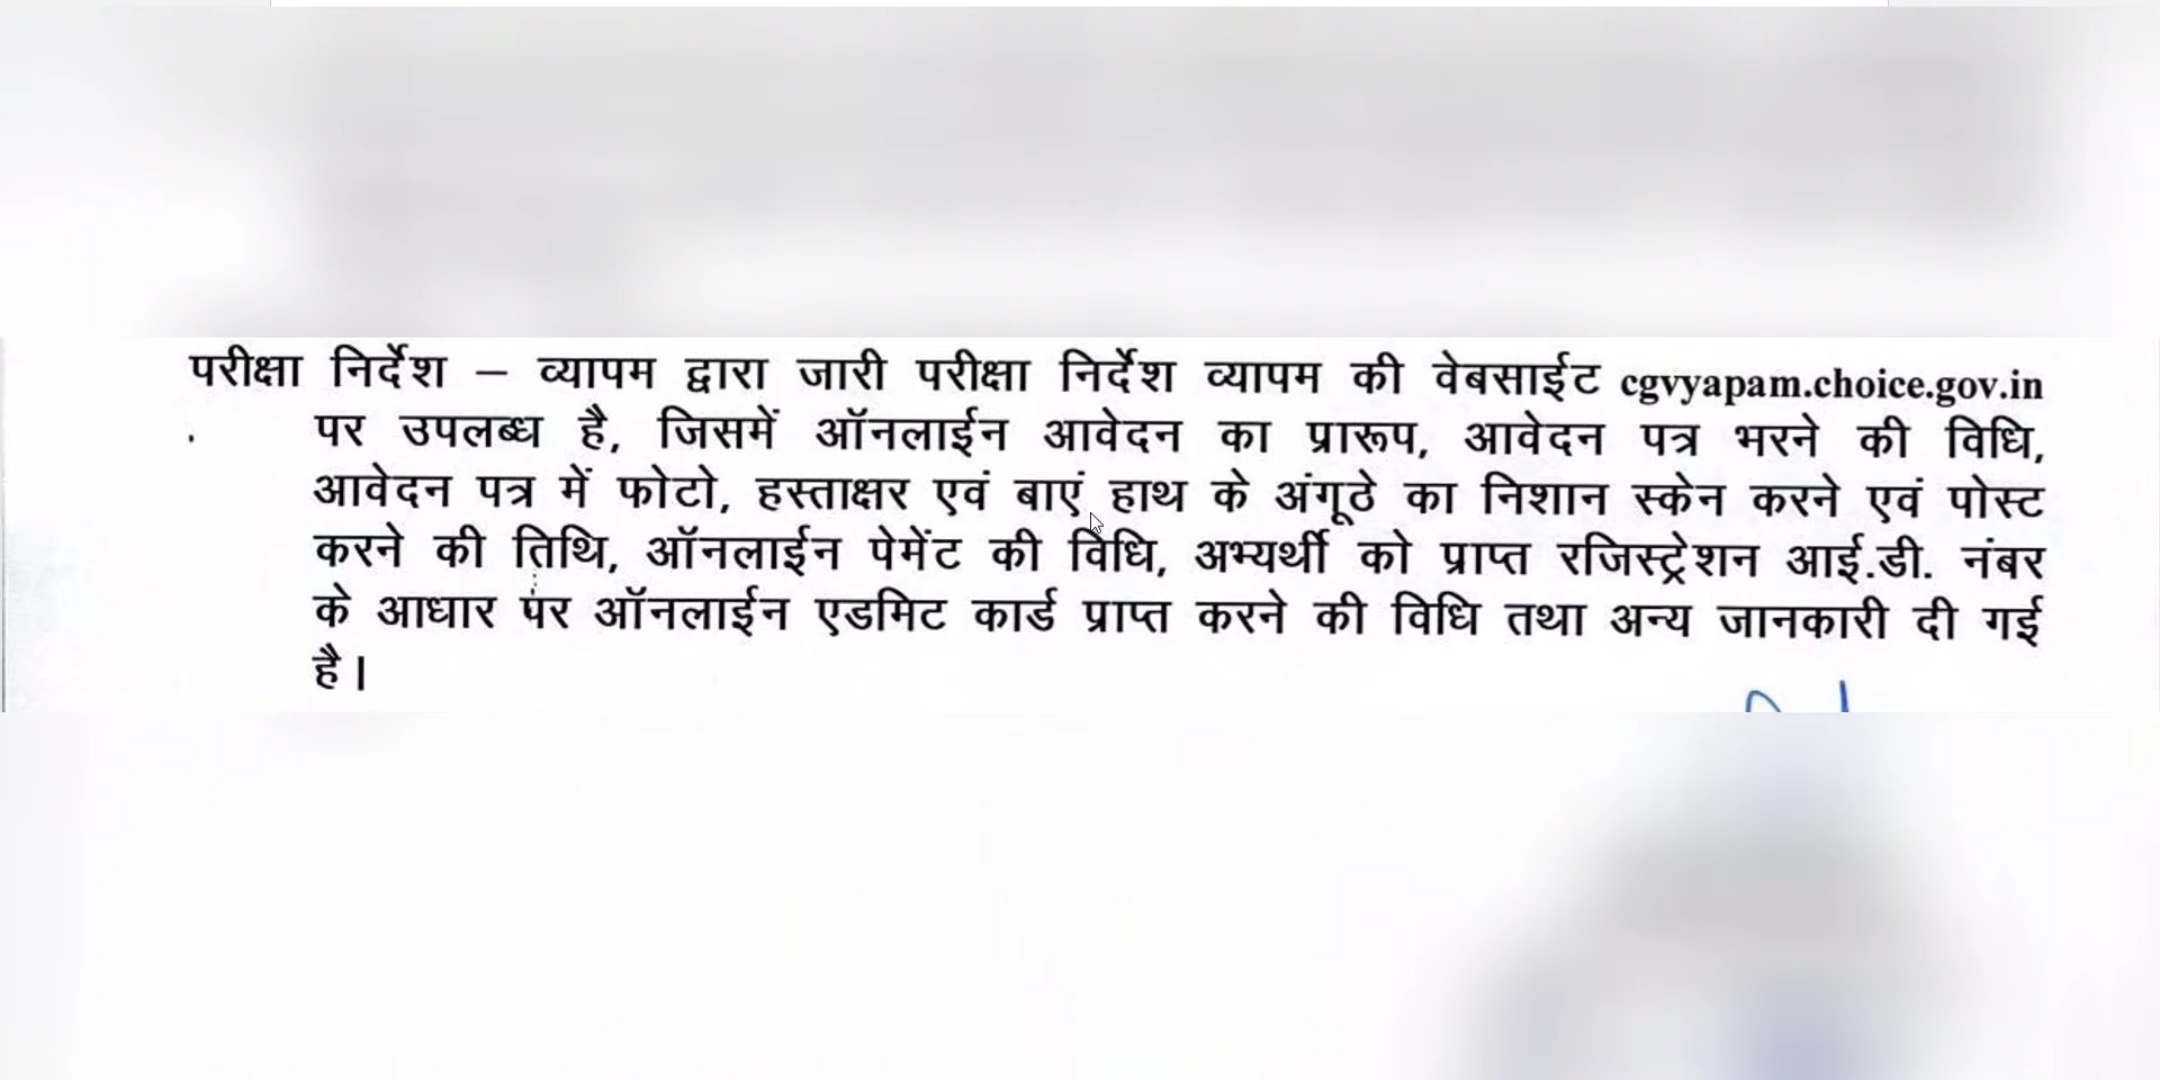 परीक्षा निर्देश – व्यापम द्वारा जारी परीक्षा निर्देश व्यापम की वेबसाईट cgvyapam.choice.gov.in
पर उपलब्ध है, जिसमें ऑनलाईन आवेदन का प्रारूप, आवेदन पत्र भरने की विधि,
आवेदन पत्र में फोटो, हस्ताक्षर एवं बाएं हाथ के अंगूठे का निशान स्केन करने एवं पोस्ट
करने की तिथि, ऑनलाईन पेमेंट की विधि, अभ्यर्थी को प्राप्त रजिस्ट्रेशन आई.डी. नंबर
के आधार पर ऑनलाईन एडमिट कार्ड प्राप्त करने की विधि तथा अन्य जानकारी दी गई
है।